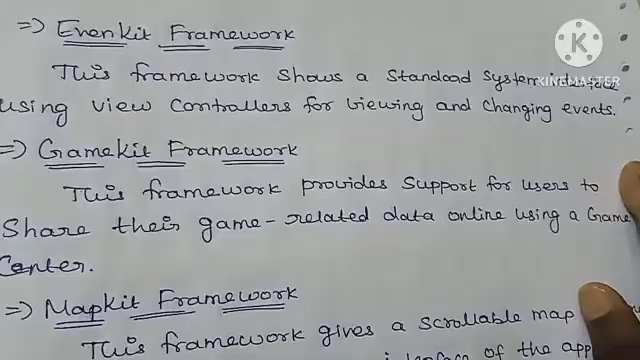 => EvenKit Framework
This framework shows a Standard System
using view controllers for viewing and changing events.
=> GameKit Framework
This framework provides support for users to
Share their game-related data online using a Game
Center.
=> MapKit Framework
This framework gives a scrollable map
of the app
K
KINEMASTER